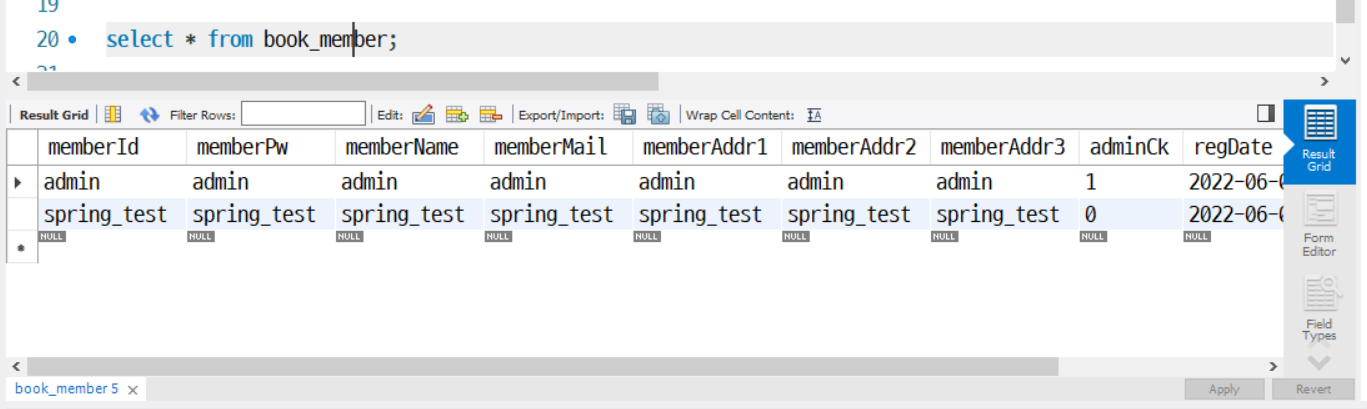 19
20 select * from book_member;
21
Result Grid Filter Rows: Edit: Export/Import: Wrap Cell Content: IA
memberId memberPw memberName memberMail memberAddr1 memberAddr2 memberAddr3 adminCk regDate
admin admin admin admin admin admin admin 1 2022-06-0
spring_test spring_test spring_test spring_test spring_test spring_test spring_test 0 2022-06-0
NULL NULL NULL NULL NULL NULL NULL NULL NULL
Result
Grid
Form
Editor
Field
Types
book_member 5
Apply Revert